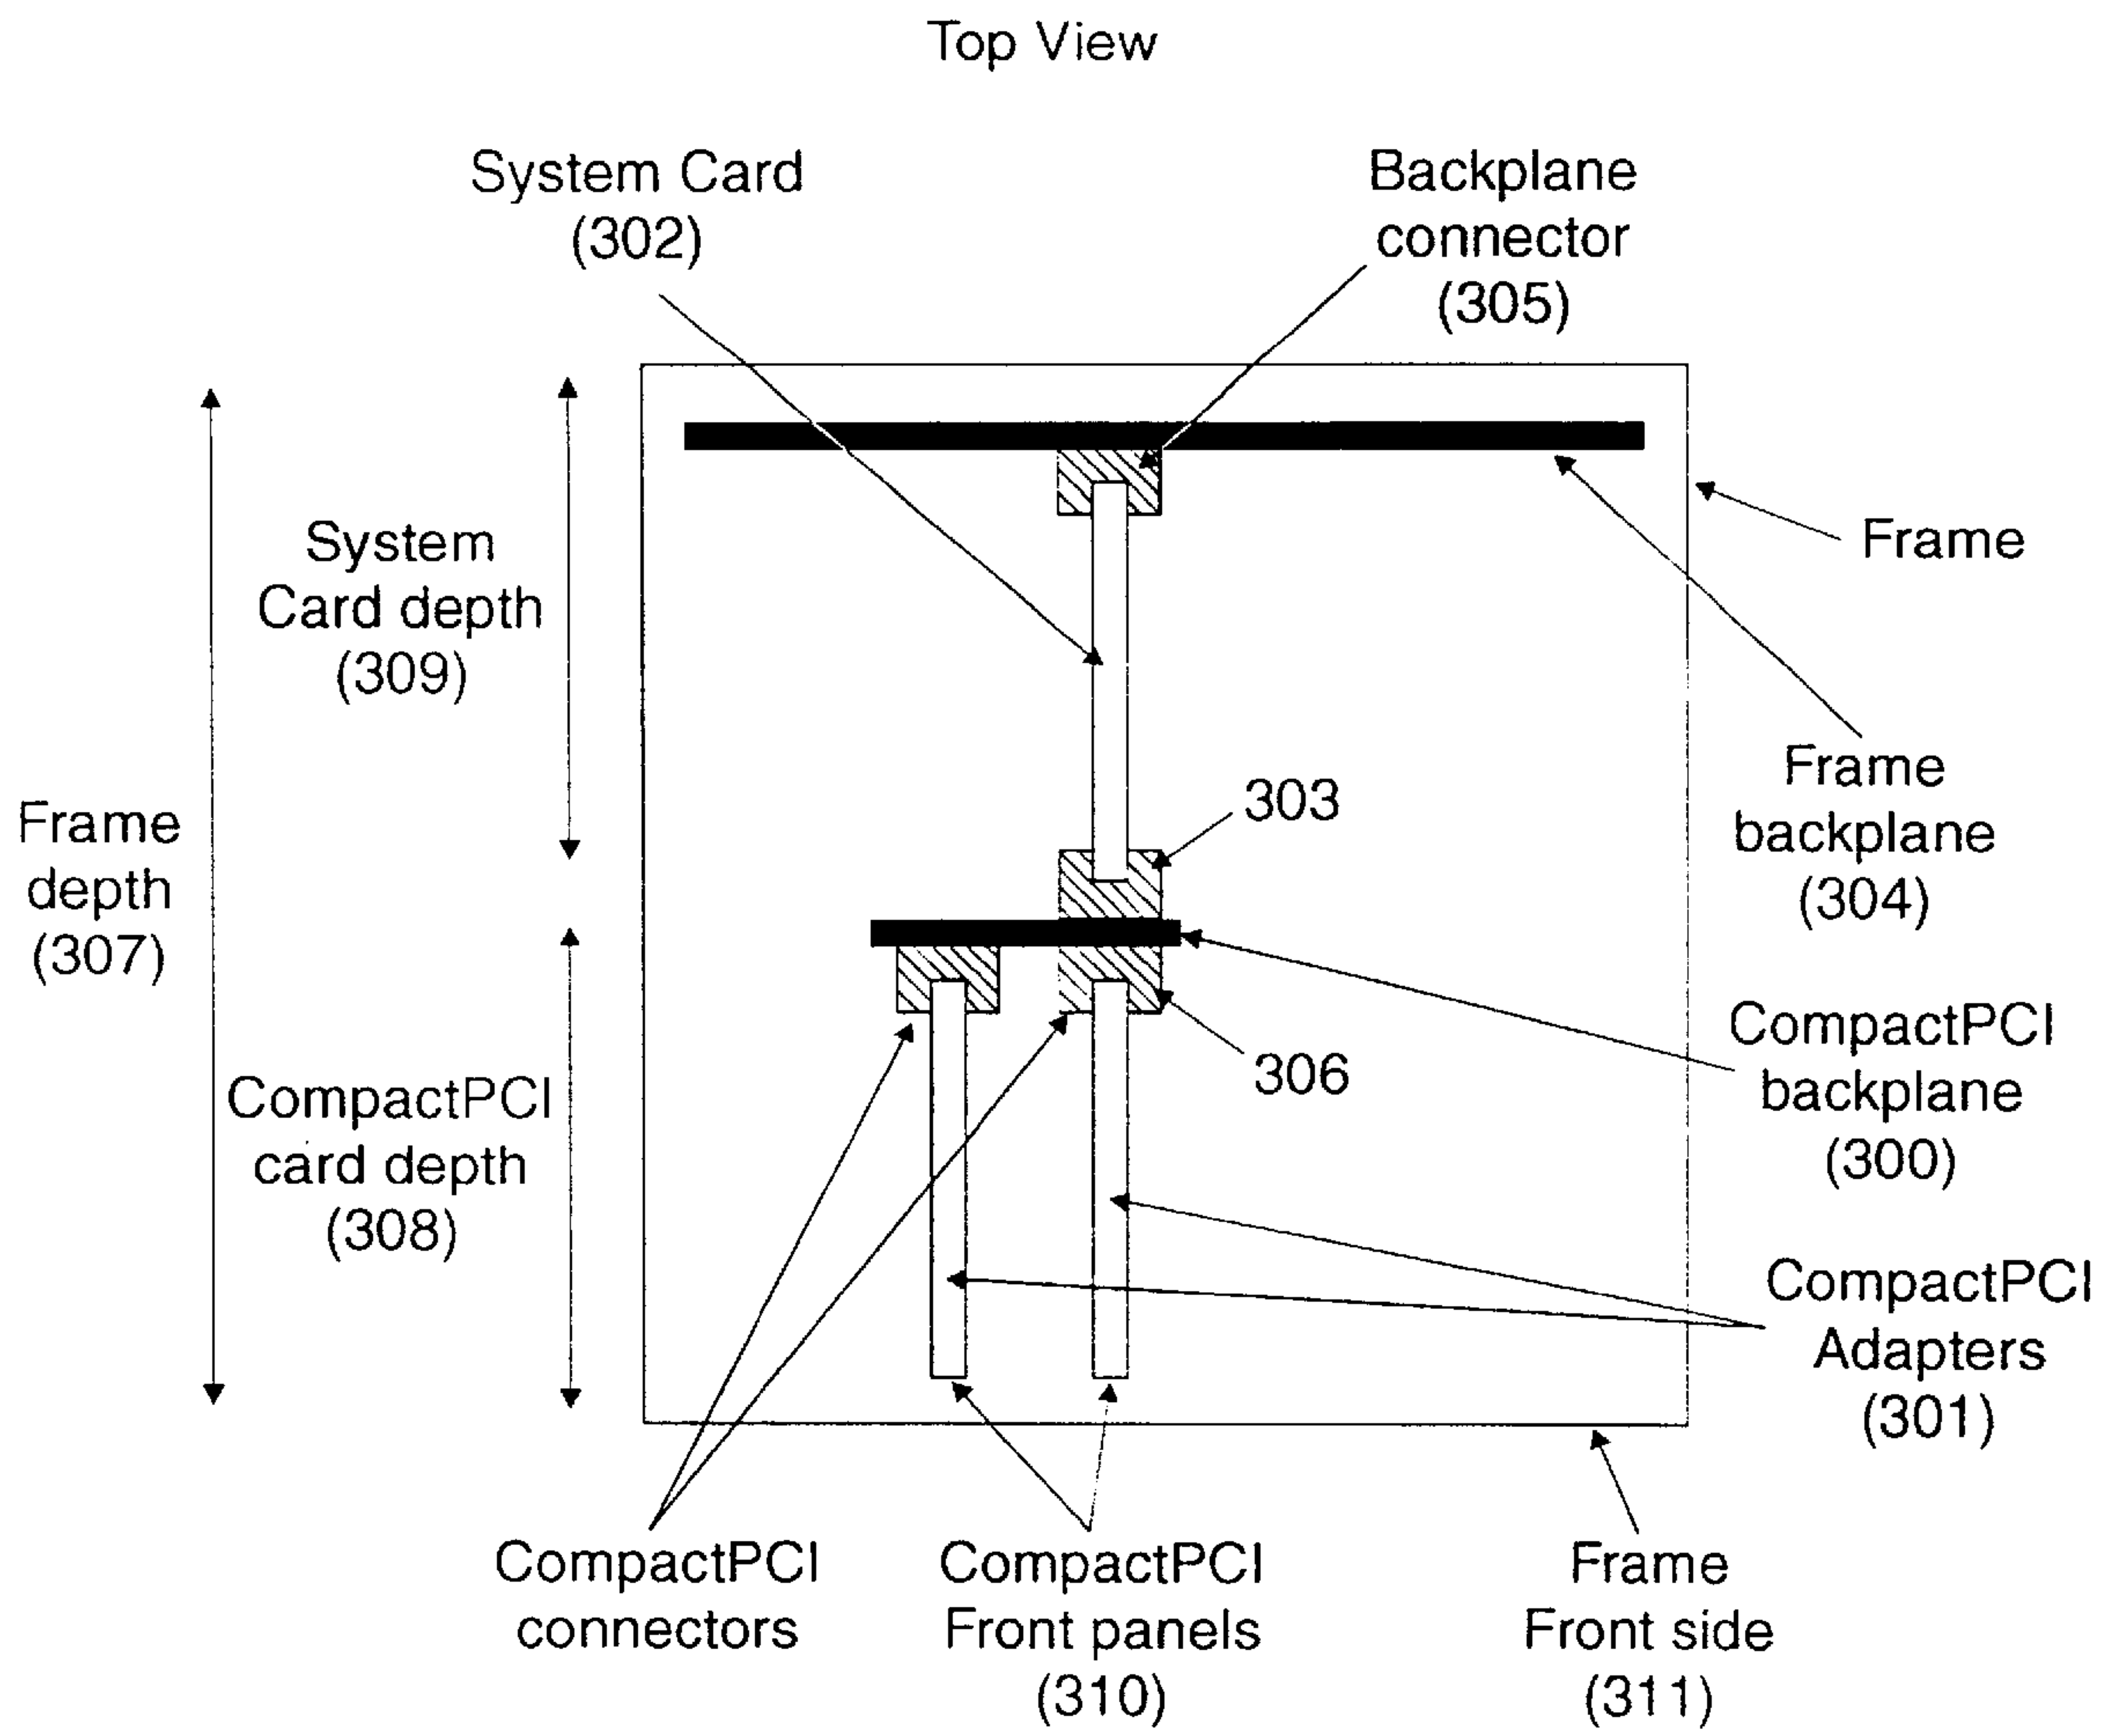 Top View
System Card
(302)
Backplane
connector
(305)
System
Card depth
(309)
Frame
Frame
depth
(307)
303
Frame
backplane
(304)
306
CompactPCI
backplane
(300)
CompactPCI
card depth
(308)
CompactPCI
Adapters
(301)
CompactPCI
connectors
CompactPCI
Front panels
(310)
Frame
Front side
(311)